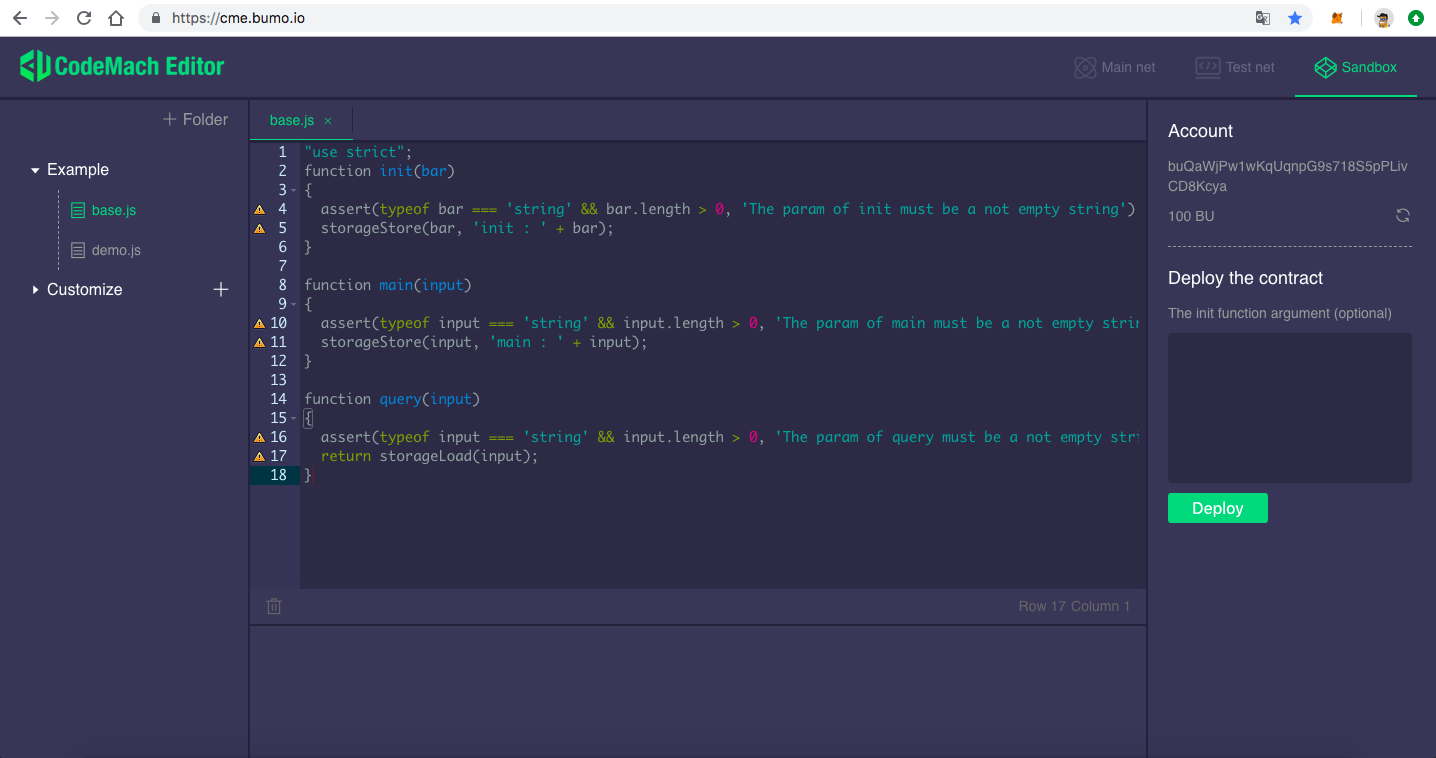 https://cme.bumo.io
CodeMach Editor
Main net
Test net
Sandbox
+ Folder
Example
base.js
demo.js
Customize +
base.js ×
1 "use strict";
2 function init(bar)
3 {
4 assert(typeof bar === 'string' && bar.length > 0, 'The param of init must be a not empty string')
5 storageStore(bar, 'init : ' + bar);
6 }
7
8 function main(input)
9 {
10 assert(typeof input === 'string' && input.length > 0, 'The param of main must be a not empty strin
11 storageStore(input, 'main : ' + input);
12 }
13
14 function query(input)
15 {
16 assert(typeof input === 'string' && input.length > 0, 'The param of query must be a not empty stri
17 return storageLoad(input);
18 }
Row 17 Column 1
Account
buQaWjPw1wKqUqnpG9s718S5pPLiv
CD8Kcya
100 BU
Deploy the contract
The init function argument (optional)
Deploy